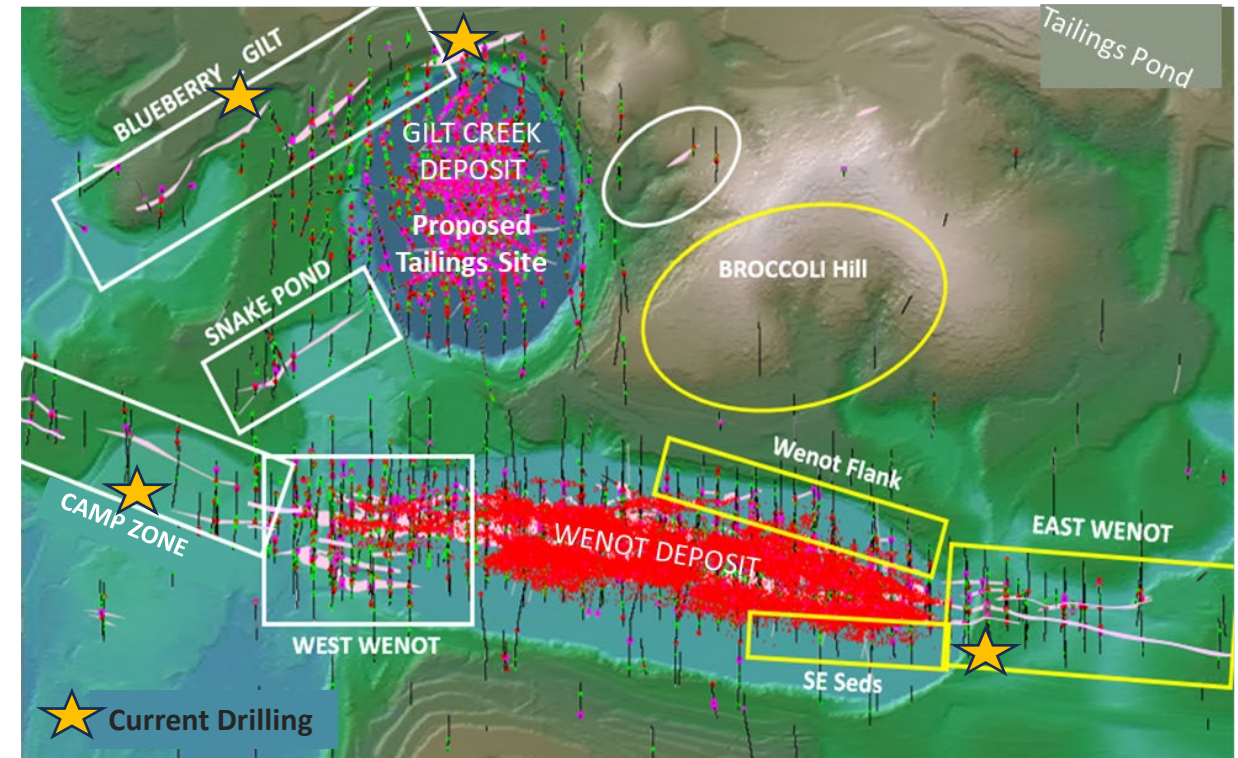 Tailings Pond
BLUEBERRY GILT
GILT CREEK
DEPOSIT
Proposed
Tailings Site
SNAKE POND
BROCCOLI Hill
Wenot Flank
CAMP ZONE
WENOT DEPOSIT
EAST WENOT
WEST WENOT
SE Seds
Current Drilling